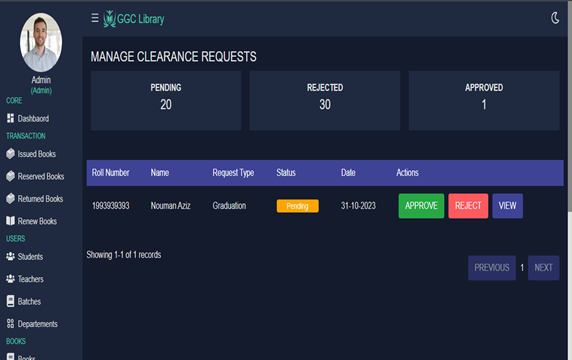 GGC Library
Admin
(Admin)
CORE
Dashbaord
TRANSACTION
Issued Books
Reserved Books
Returned Books
Renew Books
USERS
Students
Teachers
Batches
Departements
BOOKS
Books
MANAGE CLEARANCE REQUESTS
PENDING
20
REJECTED
30
APPROVED
1
Roll Number Name Request Type Status Date Actions
1993939393 Nouman Aziz Graduation Pending 31-10-2023 APPROVE REJECT VIEW
Showing 1-1 of 1 records
PREVIOUS 1 NEXT